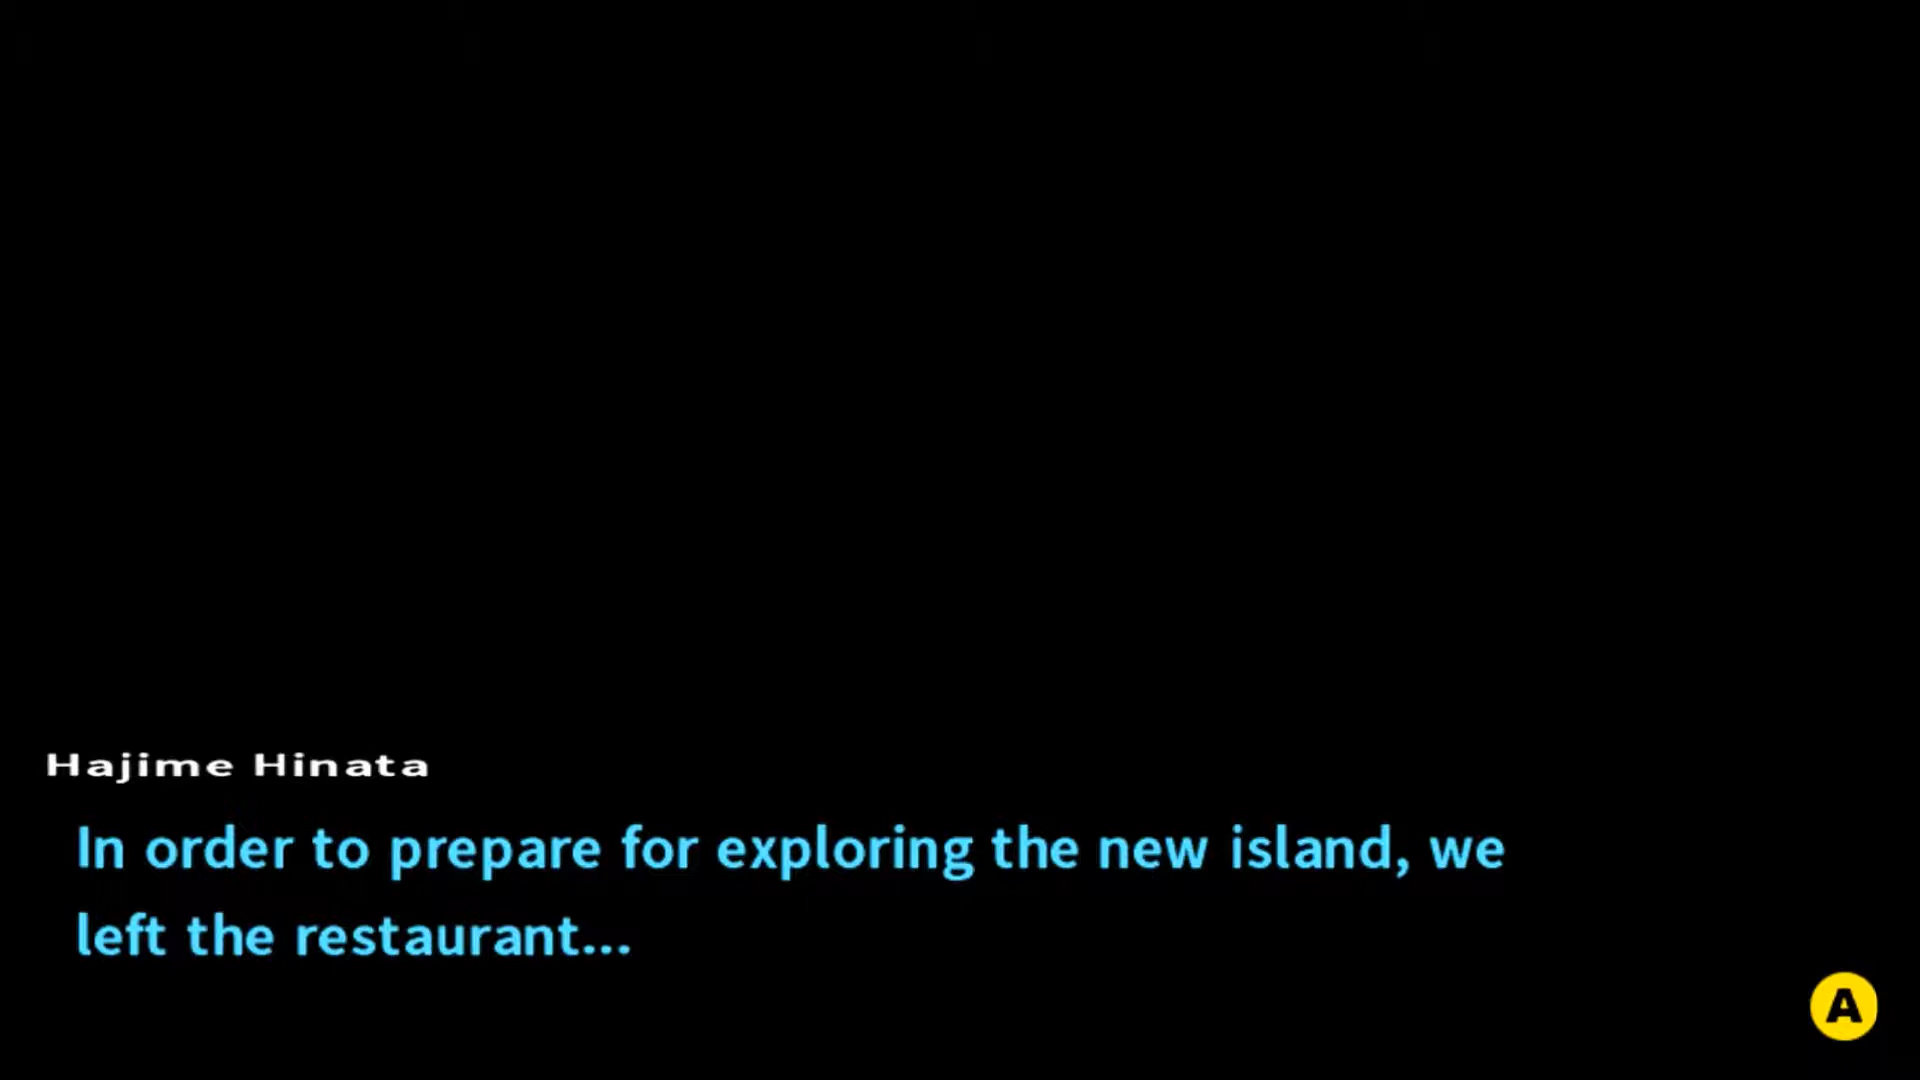 Hajime Hinata
In order to prepare for exploring the new island, we
left the restaurant...
A